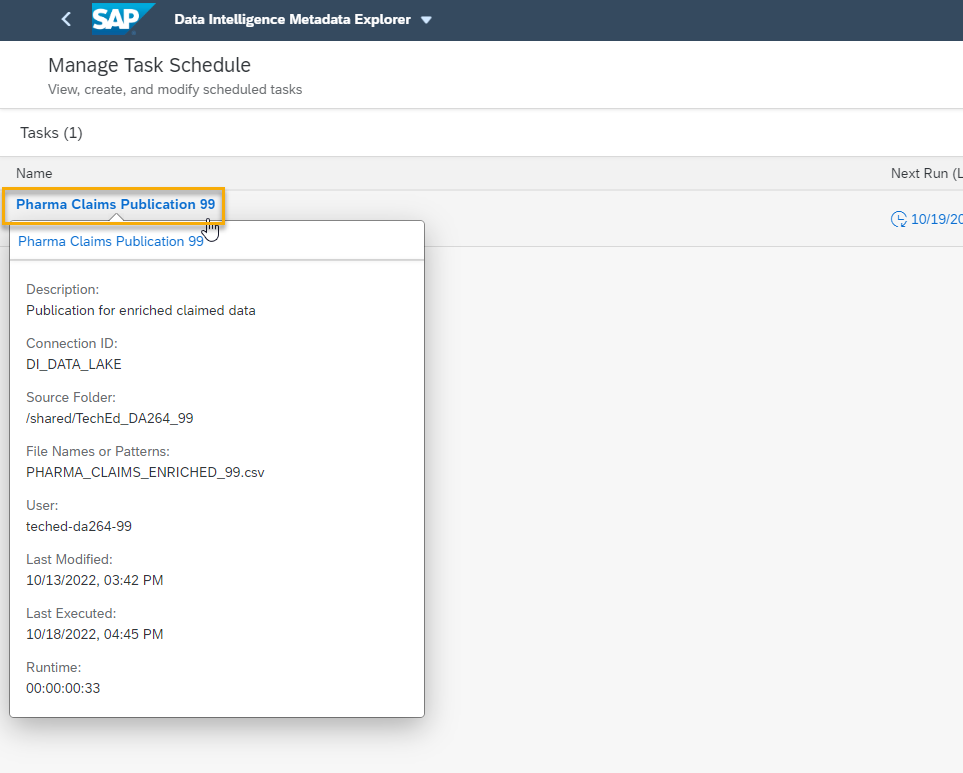 SAP Data Intelligence Metadata Explorer
Manage Task Schedule
View, create, and modify scheduled tasks
Tasks (1)
Name Next Run (L
Pharma Claims Publication 99
10/19/20
Pharma Claims Publication 99
Description:
Publication for enriched claimed data
Connection ID:
DI_DATA_LAKE
Source Folder:
/shared/TechEd_DA264_99
File Names or Patterns:
PHARMA_CLAIMS_ENRICHED_99.csv
User:
teched-da264-99
Last Modified:
10/13/2022, 03:42 PM
Last Executed:
10/18/2022, 04:45 PM
Runtime:
00:00:00:33